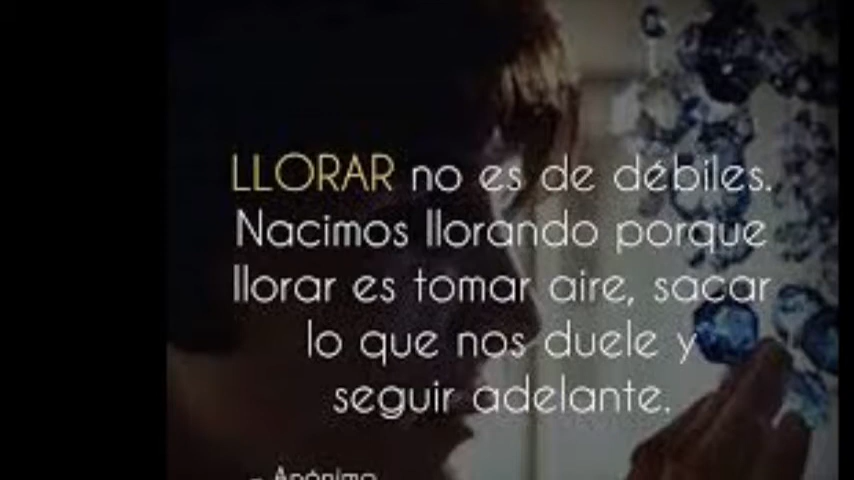 LLORAR no es de débiles.
Nacimos llorando porque
llorar es tomar aire, sacar
lo que nos duele y
seguir adelante.
- Anónimo